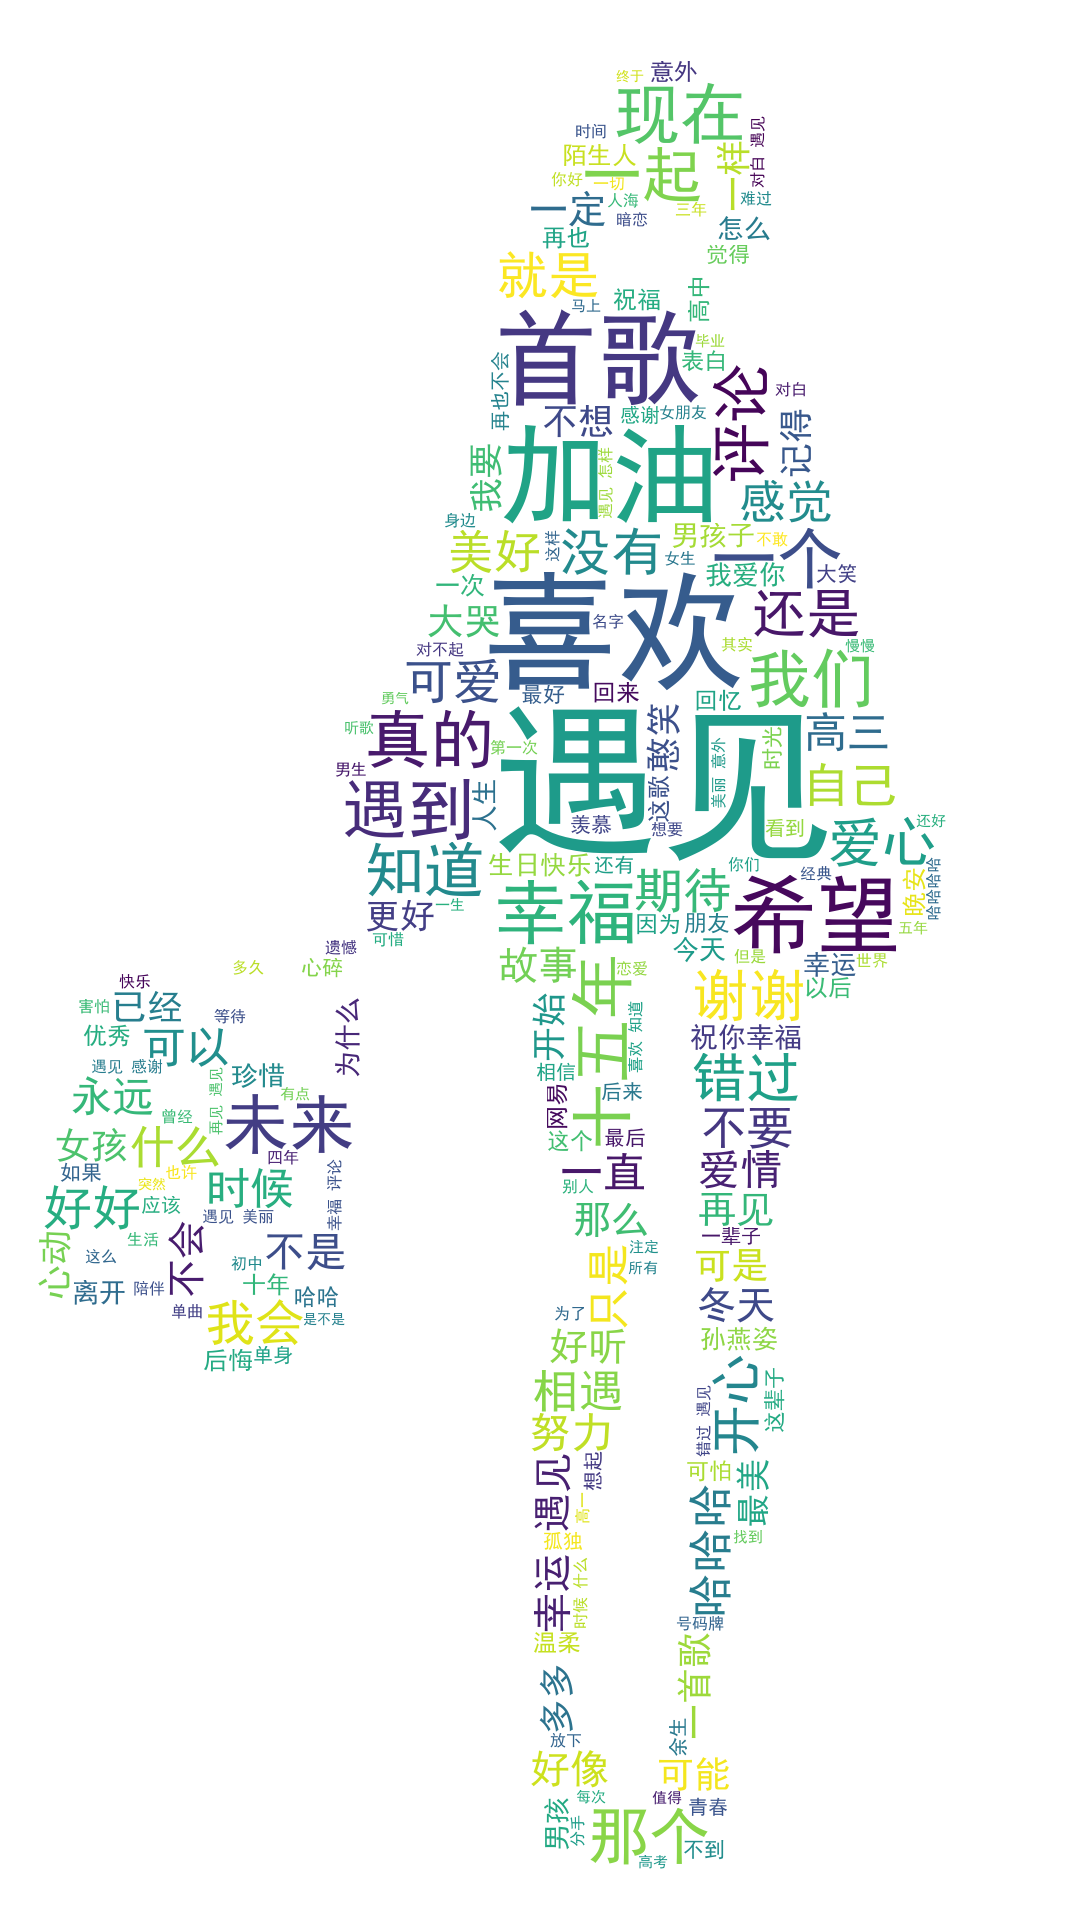 终于
意外
现在
时间
遇见 对白
陌生人
一起
一样
你好
一切
难过
人海
一定
三年
暗恋
怎么
再也
觉得
就是
高中
祝福
马上
首歌
毕业
表白
再也不会
评论
对白
不想
感谢
女朋友
记得
加油
我要
遇见 怎样
感觉
身边
美好
这样
没有
男孩子
不敢
一个
女生
我爱你
大笑
一次
喜欢
大哭
名字
还是
对不起
其实
慢慢
可爱
最好
回来
回忆
我们
勇气
遇见
听歌
真的
第一次
憨笑
美丽 意外
时光
高三
男生
自己
遇到
人生
这歌
羡慕
想要
看到
爱心
还好
知道
生日快乐
还有
你们
经典
哈哈哈哈
晚安
幸福
期待
希望
更好
一生
可惜
因为
朋友
五年
遗憾
今天
但是
幸运
世界
多久
心碎
故事
恋爱
以后
快乐
谢谢
害怕
已经
等待
为什么
开始
十五年
喜欢 知道
祝你幸福
优秀
可以
遇见 感谢
珍惜
再见 遇见
相信
错过
永远
有点
后来
网易
曾经
未来
不要
女孩
什么
四年
这个
最后
如果
也许
突然
一直
爱情
时候
幸福 评论
别人
好好
应该
再见
遇见 美丽
那么
不会
心动
生活
一辈子
这么
初中
不是
注定
所有
可是
离开
陪伴
十年
哈哈
只是
冬天
单曲
我会
是不是
为了
孙燕姿
后悔
单身
好听
开心
相遇
错过 遇见
这辈子
努力
遇见
想起
可怕
最美
高一
哈哈哈
孤独
找到
幸运
时候 什么
号码牌
温柔
一首歌
多多
余生
放下
好像
可能
每次
值得
青春
男孩
分手
那个
不到
高考